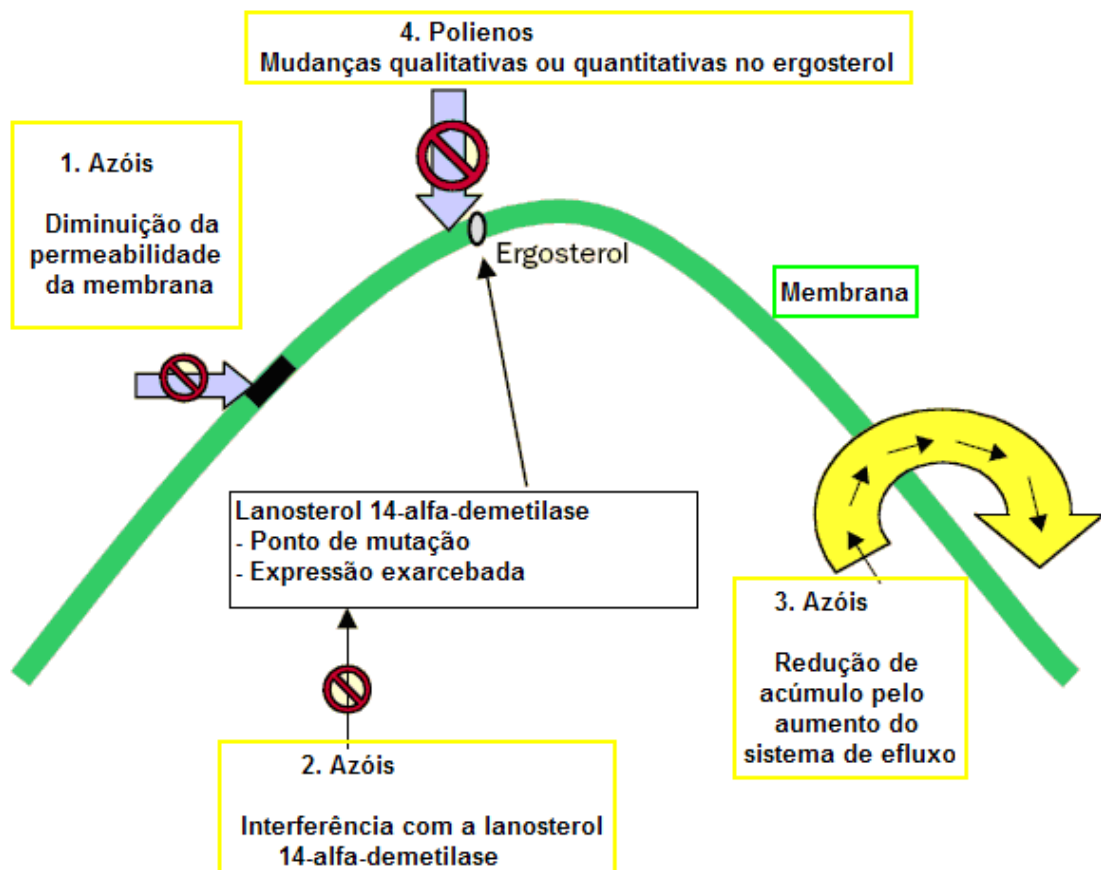 4. Polienos
Mudanças qualitativas ou quantitativas no ergosterol
1. Azóis
Diminuição da
permeabilidade
da membrana
Ergosterol
Membrana
Lanosterol 14-alfa-demetilase
- Ponto de mutação
- Expressão exarcebada
3. Azóis
Redução de
acúmulo pelo
aumento do
sistema de efluxo
2. Azóis
Interferência com a lanosterol
14-alfa-demetilase